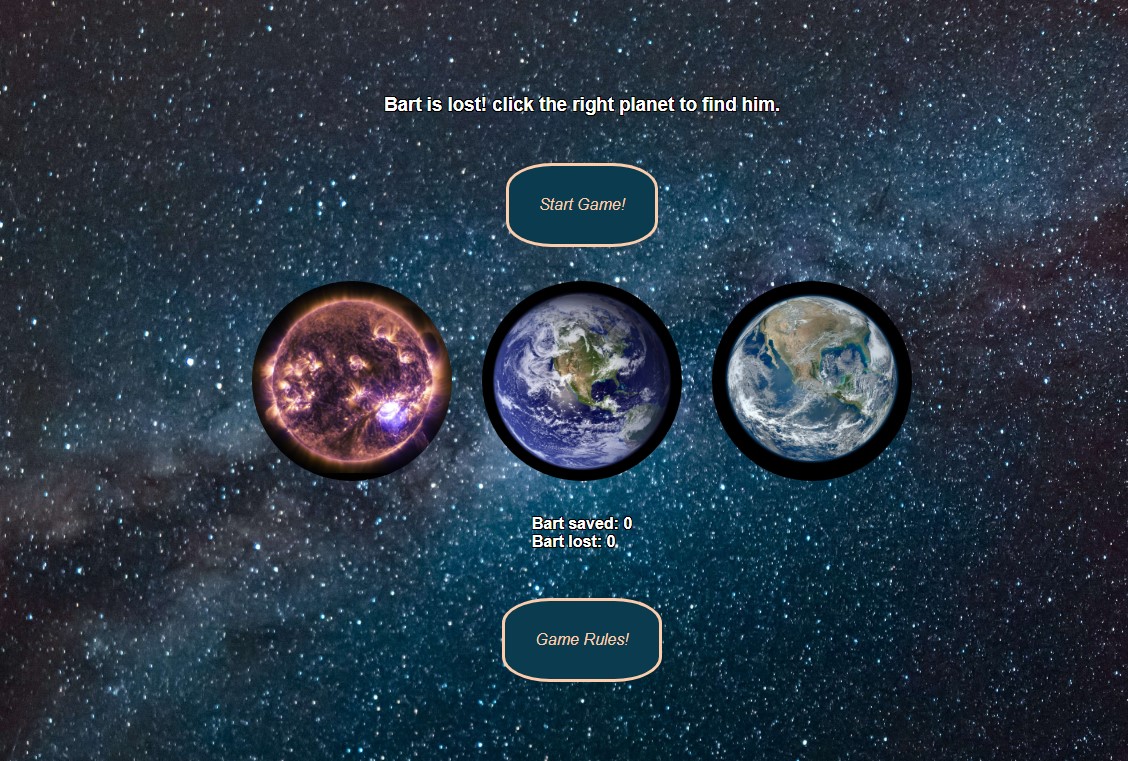 Bart is lost! click the right planet to find him.
Start Game!
Bart saved: 0
Bart lost: 0
Game Rules!